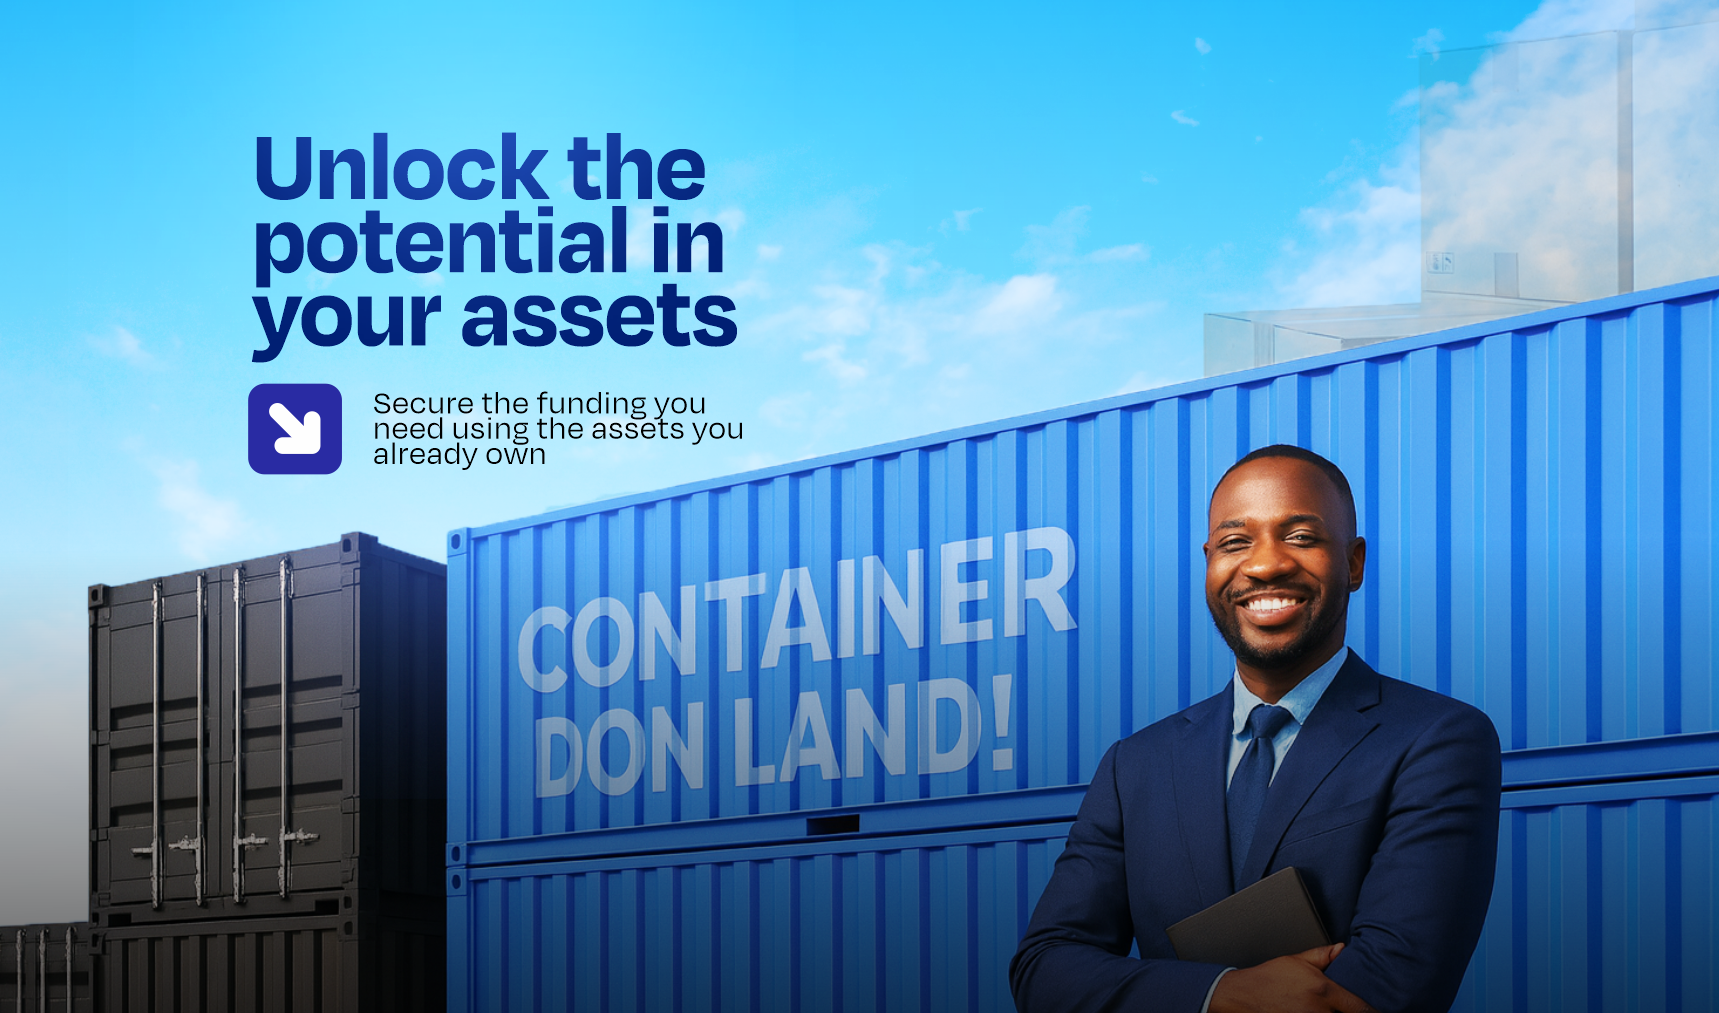 Unlock the
potential in
your assets
Secure the funding you
need using the assets you
already own
CONTAINER
DON LAND!